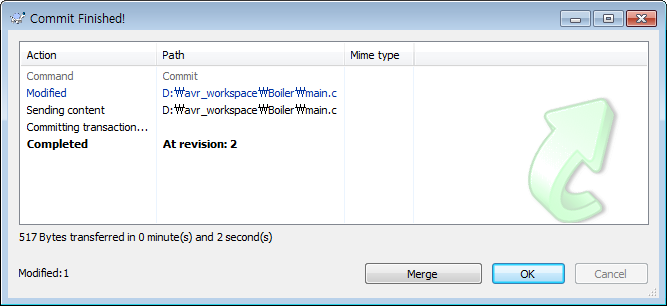 Commit Finished!
Action Path Mime type
Command Commit
Modified D:₩avr_workspace₩Boiler₩main.c
Sending content D:₩avr_workspace₩Boiler₩main.c
Committing transaction...
Completed At revision: 2
517 Bytes transferred in 0 minute(s) and 2 second(s)
Modified:1 Merge OK Cancel